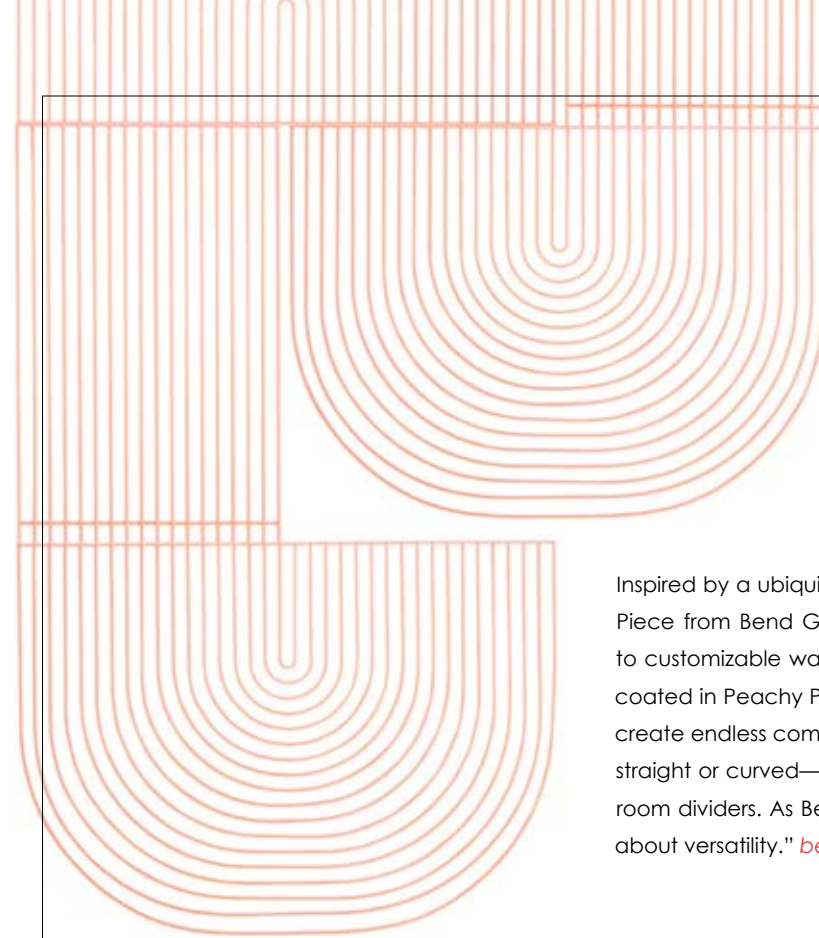 Inspired by a ubiqui
Piece from Bend G
to customizable wa
coated in Peachy P
create endless com
straight or curved—
room dividers. As Be
about versatility.” be